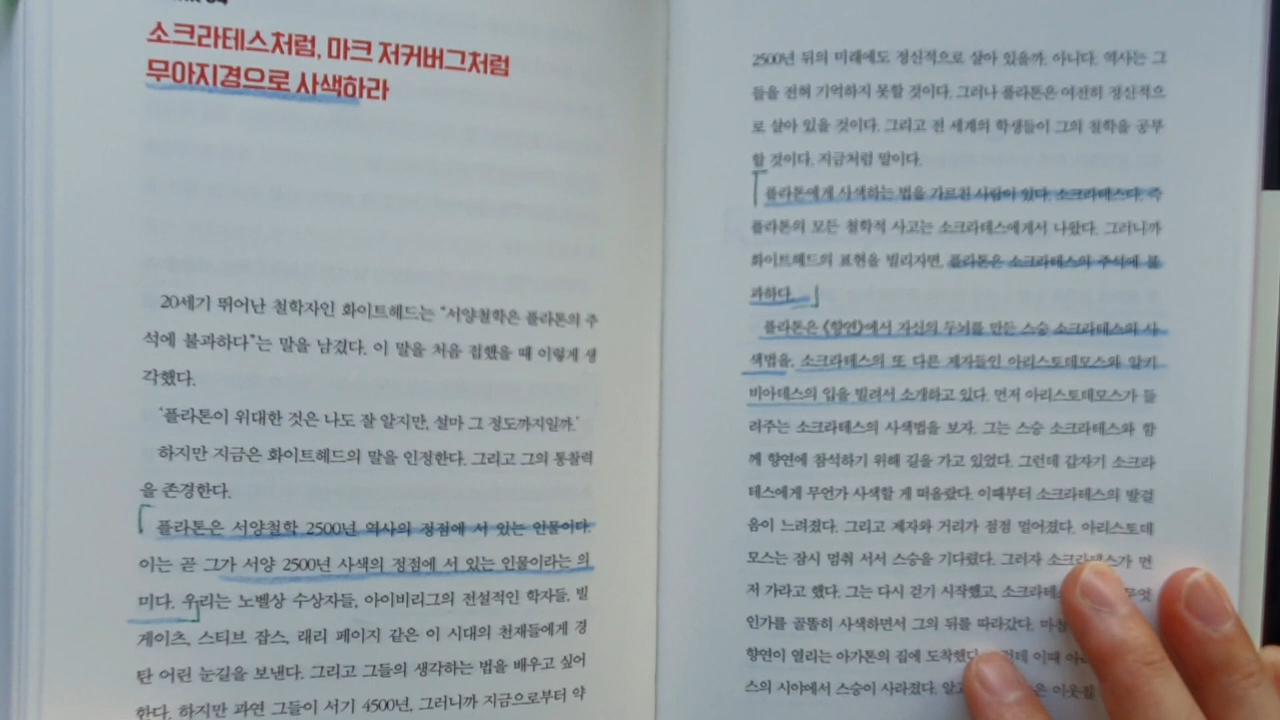 소크라테스처럼, 마크 저커버그처럼
무아지경으로 사색하라
20세기 뛰어난 철학자인 화이트헤드는 “서양철학은 플라톤의 주
석에 불과하다”는 말을 남겼다. 이 말을 처음 접했을 때 이렇게 생
각했다.
‘플라톤이 위대한 것은 나도 잘 알지만, 설마 그 정도까지일까.’
하지만 지금은 화이트헤드의 말을 인정한다. 그리고 그의 통찰력
을 존경한다.
플라톤은 서양철학 2500년 역사의 정점에 서 있는 인물이다.
이는 곧 그가 서양 2500년 사색의 정점에 서 있는 인물이라는 의
미다. 우리는 노벨상 수상자들, 아이비리그의 전설적인 학자들, 빌
게이츠, 스티브 잡스, 래리 페이지 같은 이 시대의 천재들에게 경
탄 어린 눈길을 보낸다. 그리고 그들의 생각하는 법을 배우고 싶어
한다. 하지만 과연 그들이 서기 4500년, 그러니까 지금으로부터 약
2500년 뒤의 미래에도 정신적으로 살아 있을까. 아니다. 역사는 그
들을 전혀 기억하지 못할 것이다. 그러나 플라톤은 여전히 정신적으
로 살아 있을 것이다. 그리고 전 세계의 학생들이 그의 철학을 공부
할 것이다. 지금처럼 말이다.
플라톤에게 사색하는 법을 가르친 사람이 있다. 소크라테스다. 즉
플라톤의 모든 철학적 사고는 소크라테스에게서 나왔다. 그러니까
화이트헤드의 표현을 빌리자면, 플라톤은 소크라테스의 주석에 불
과하다.
플라톤은 《향연》에서 자신의 두뇌를 만든 스승 소크라테스의 사
색법을, 소크라테스의 또 다른 제자들인 아리스토데모스와 알키
비아데스의 입을 빌려서 소개하고 있다. 먼저 아리스토데모스가 들
려주는 소크라테스의 사색법을 보자. 그는 스승 소크라테스와 함
께 향연에 참석하기 위해 길을 가고 있었다. 그런데 갑자기 소크라
테스에게 무언가 사색할 게 떠올랐다. 이때부터 소크라테스의 발걸
음이 느려졌다. 그리고 제자와 거리가 점점 멀어졌다. 아리스토데
모스는 잠시 멈춰 서서 스승을 기다렸다. 그러자 소크라테스가 먼
저 가라고 했다. 그는 다시 걷기 시작했고, 무엇
인가를 골똘히 사색하면서 그의 뒤를 따라갔다.
향연이 열리는 아가톤의 집에 도착했다. 이때
스의 시야에서 스승이 사라졌다.